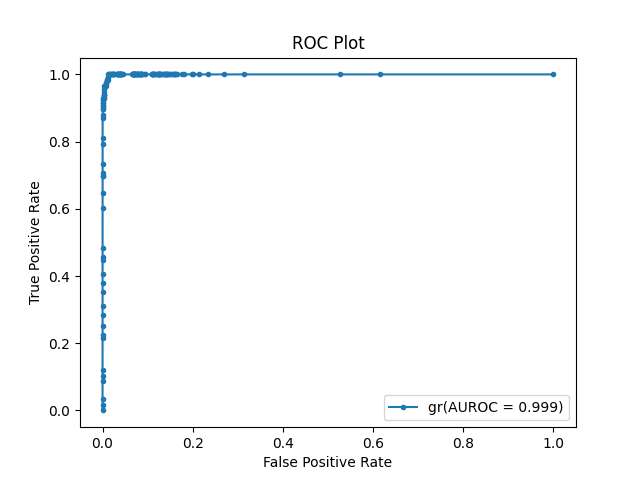 ROC Plot
True Positive Rate
1.0
0.8
0.6
0.4
0.2
0.0
gr(AUROC = 0.999)
0.0 0.2 0.4 0.6 0.8 1.0
False Positive Rate